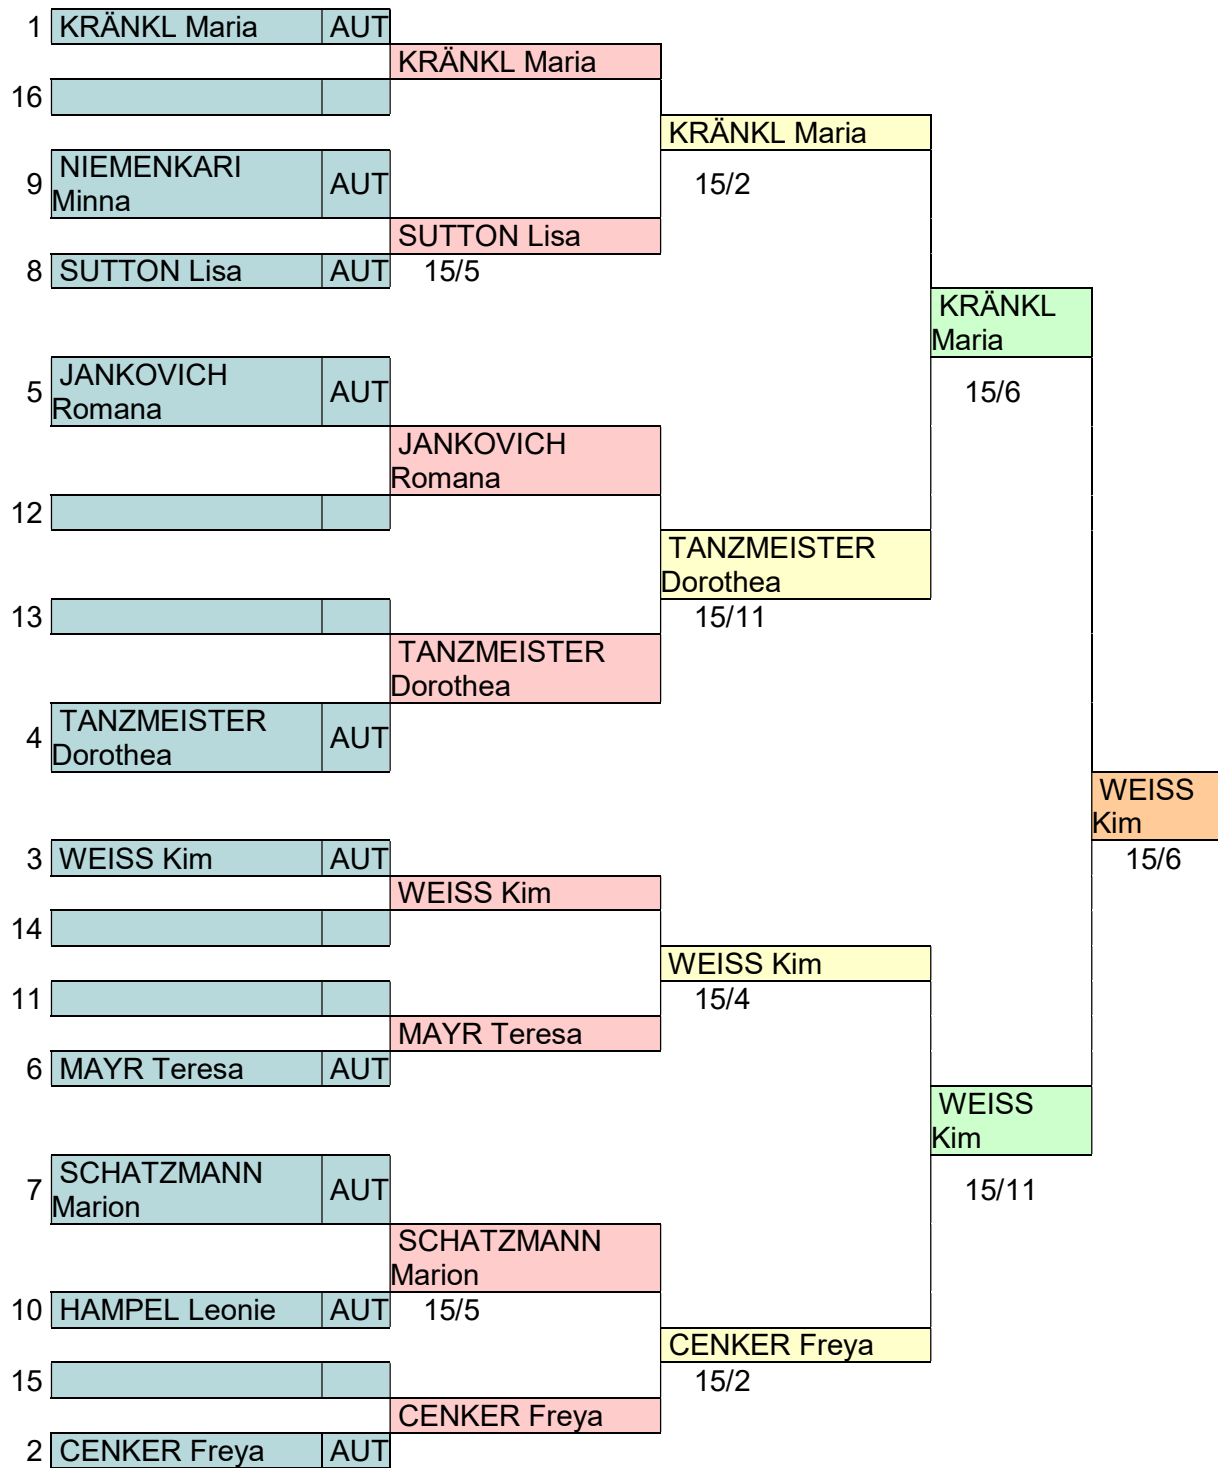 1 KRÄNKL Maria AUT
KRÄNKL Maria
16
KRÄNKL Maria
9 NIEMENKARI
Minna AUT
15/2
SUTTON Lisa
8 SUTTON Lisa AUT 15/5
KRÄNKL
Maria
5 JANKOVICH
Romana AUT
15/6
JANKOVICH
Romana
12
TANZMEISTER
Dorothea
13
15/11
TANZMEISTER
Dorothea
4 TANZMEISTER
Dorothea AUT
WEISS
Kim
3 WEISS Kim AUT
15/6
WEISS Kim
14
WEISS Kim
11
15/4
MAYR Teresa
6 MAYR Teresa AUT
WEISS
Kim
7 SCHATZMANN
Marion AUT
15/11
SCHATZMANN
Marion
10 HAMPEL Leonie AUT 15/5
CENKER Freya
15
15/2
CENKER Freya
2 CENKER Freya AUT